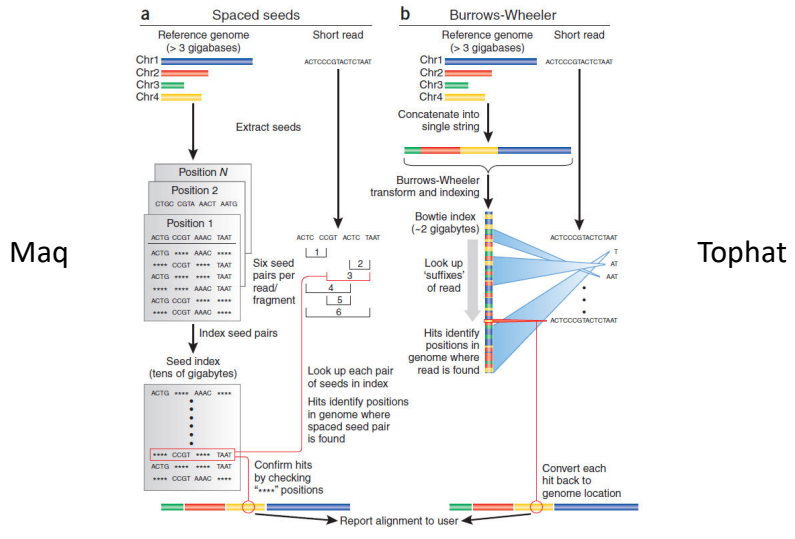 Maq
a Spaced seeds
Reference genome
(> 3 gigabases)
Short read
Chr1
Chr2
Chr3
Chr4
ACTCCCGTACTCTAAT
Extract seeds
Position N
Position 2
CTGC CGTA AACT AATG
Position 1
ACTG CCGT AAAC TAAT
ACTG **** AAAC ****
**** CCGT **** TAAT
ACTG **** **** TAAT
**** CCGT AAAC ****
ACTG CCGT **** ****
**** **** AAAC TAAT
Six seed
pairs per
read/
fragment
ACTC CCGT ACTC TAAT
1
2
3
4
5
6
Index seed pairs
Seed index
(tens of gigabytes)
ACTG **** AAAC ****
**** CCGT **** TAAT
ACTG **** **** TAAT
**** CCGT AAAC ****
Look up each pair
of seeds in index
Hits identify positions
in genome where
spaced seed pair
is found
Confirm hits
by checking
"****" positions
b Burrows-Wheeler
Reference genome
(> 3 gigabases)
Short read
Chr1
Chr2
Chr3
Chr4
ACTCCCGTACTCTAAT
Concatenate into
single string
Burrows-Wheeler
transform and indexing
Bowtie index
(~2 gigabytes)
Look up
'suffixes'
of read
Hits identify
positions in
genome where
read is found
ACTCCCGTACTCTAAT
T
AT
AAT
ACTCCCGTACTCTAAT
Convert each
hit back to
genome location
Report alignment to user
Tophat